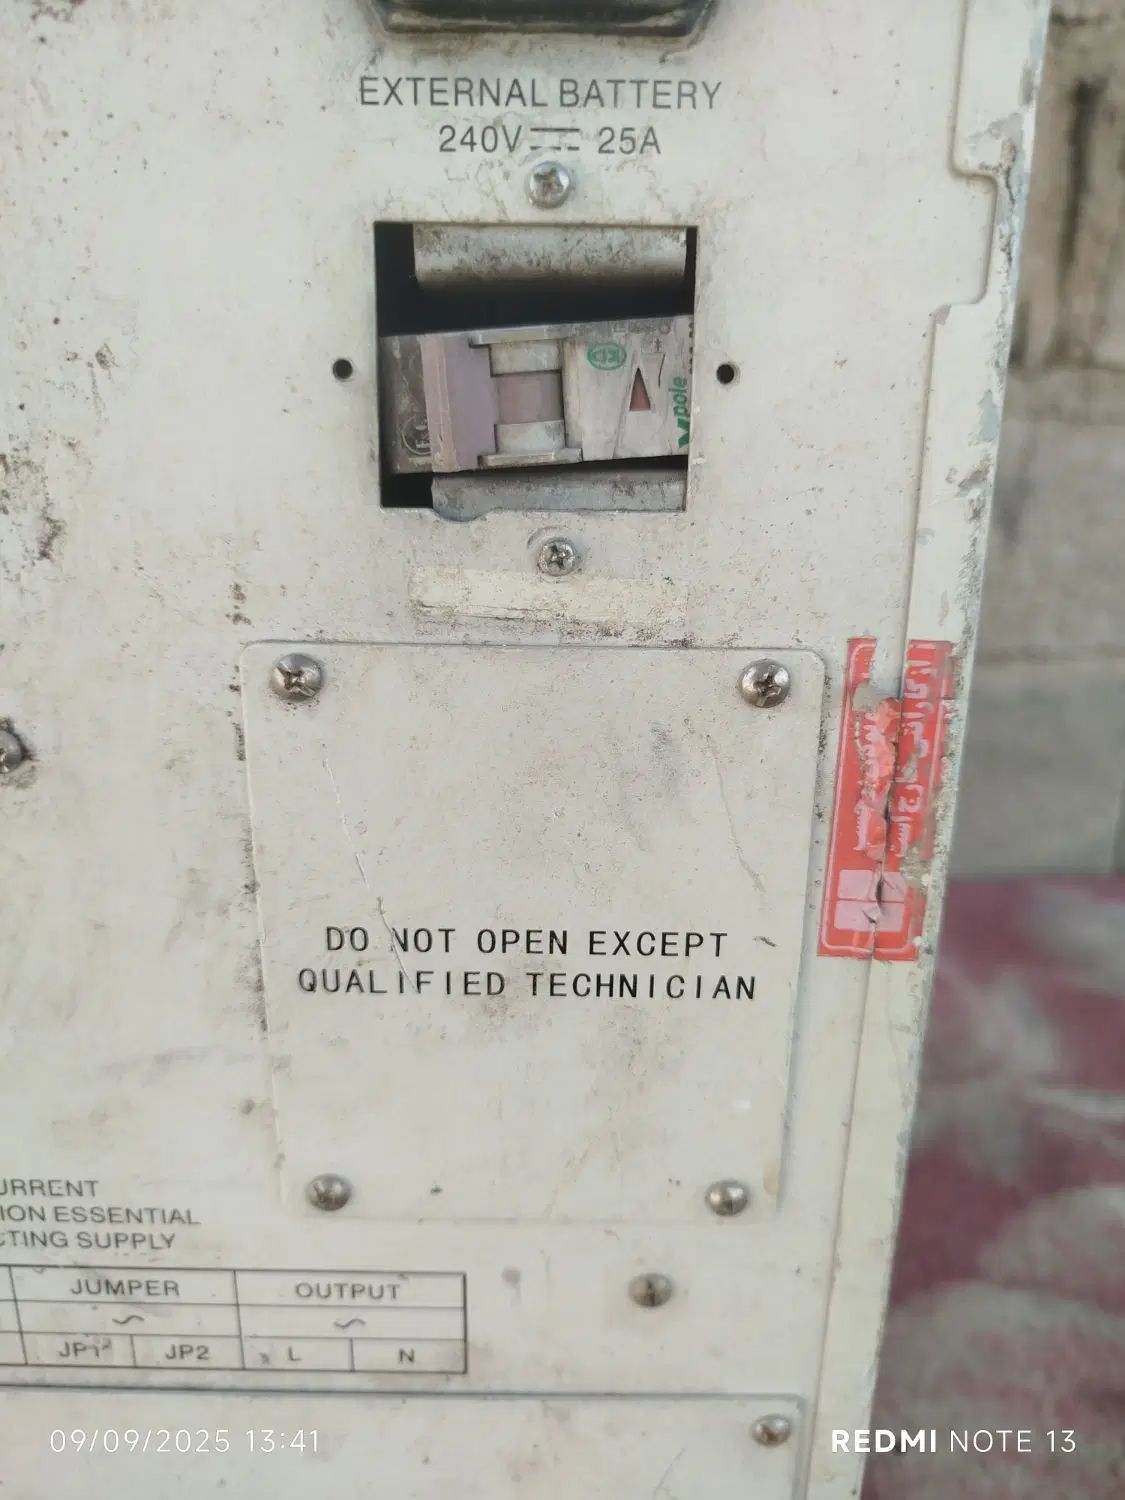 EXTERNAL BATTERY
240V 25A
pole
DO NOT OPEN EXCEPT
QUALIFIED TECHNICIAN
URRENT
ION ESSENTIAL
CTING SUPPLY
JUMPER OUTPUT
~ ~
JP1 JP2 L N
09/09/2025 13:41
REDMI NOTE 13